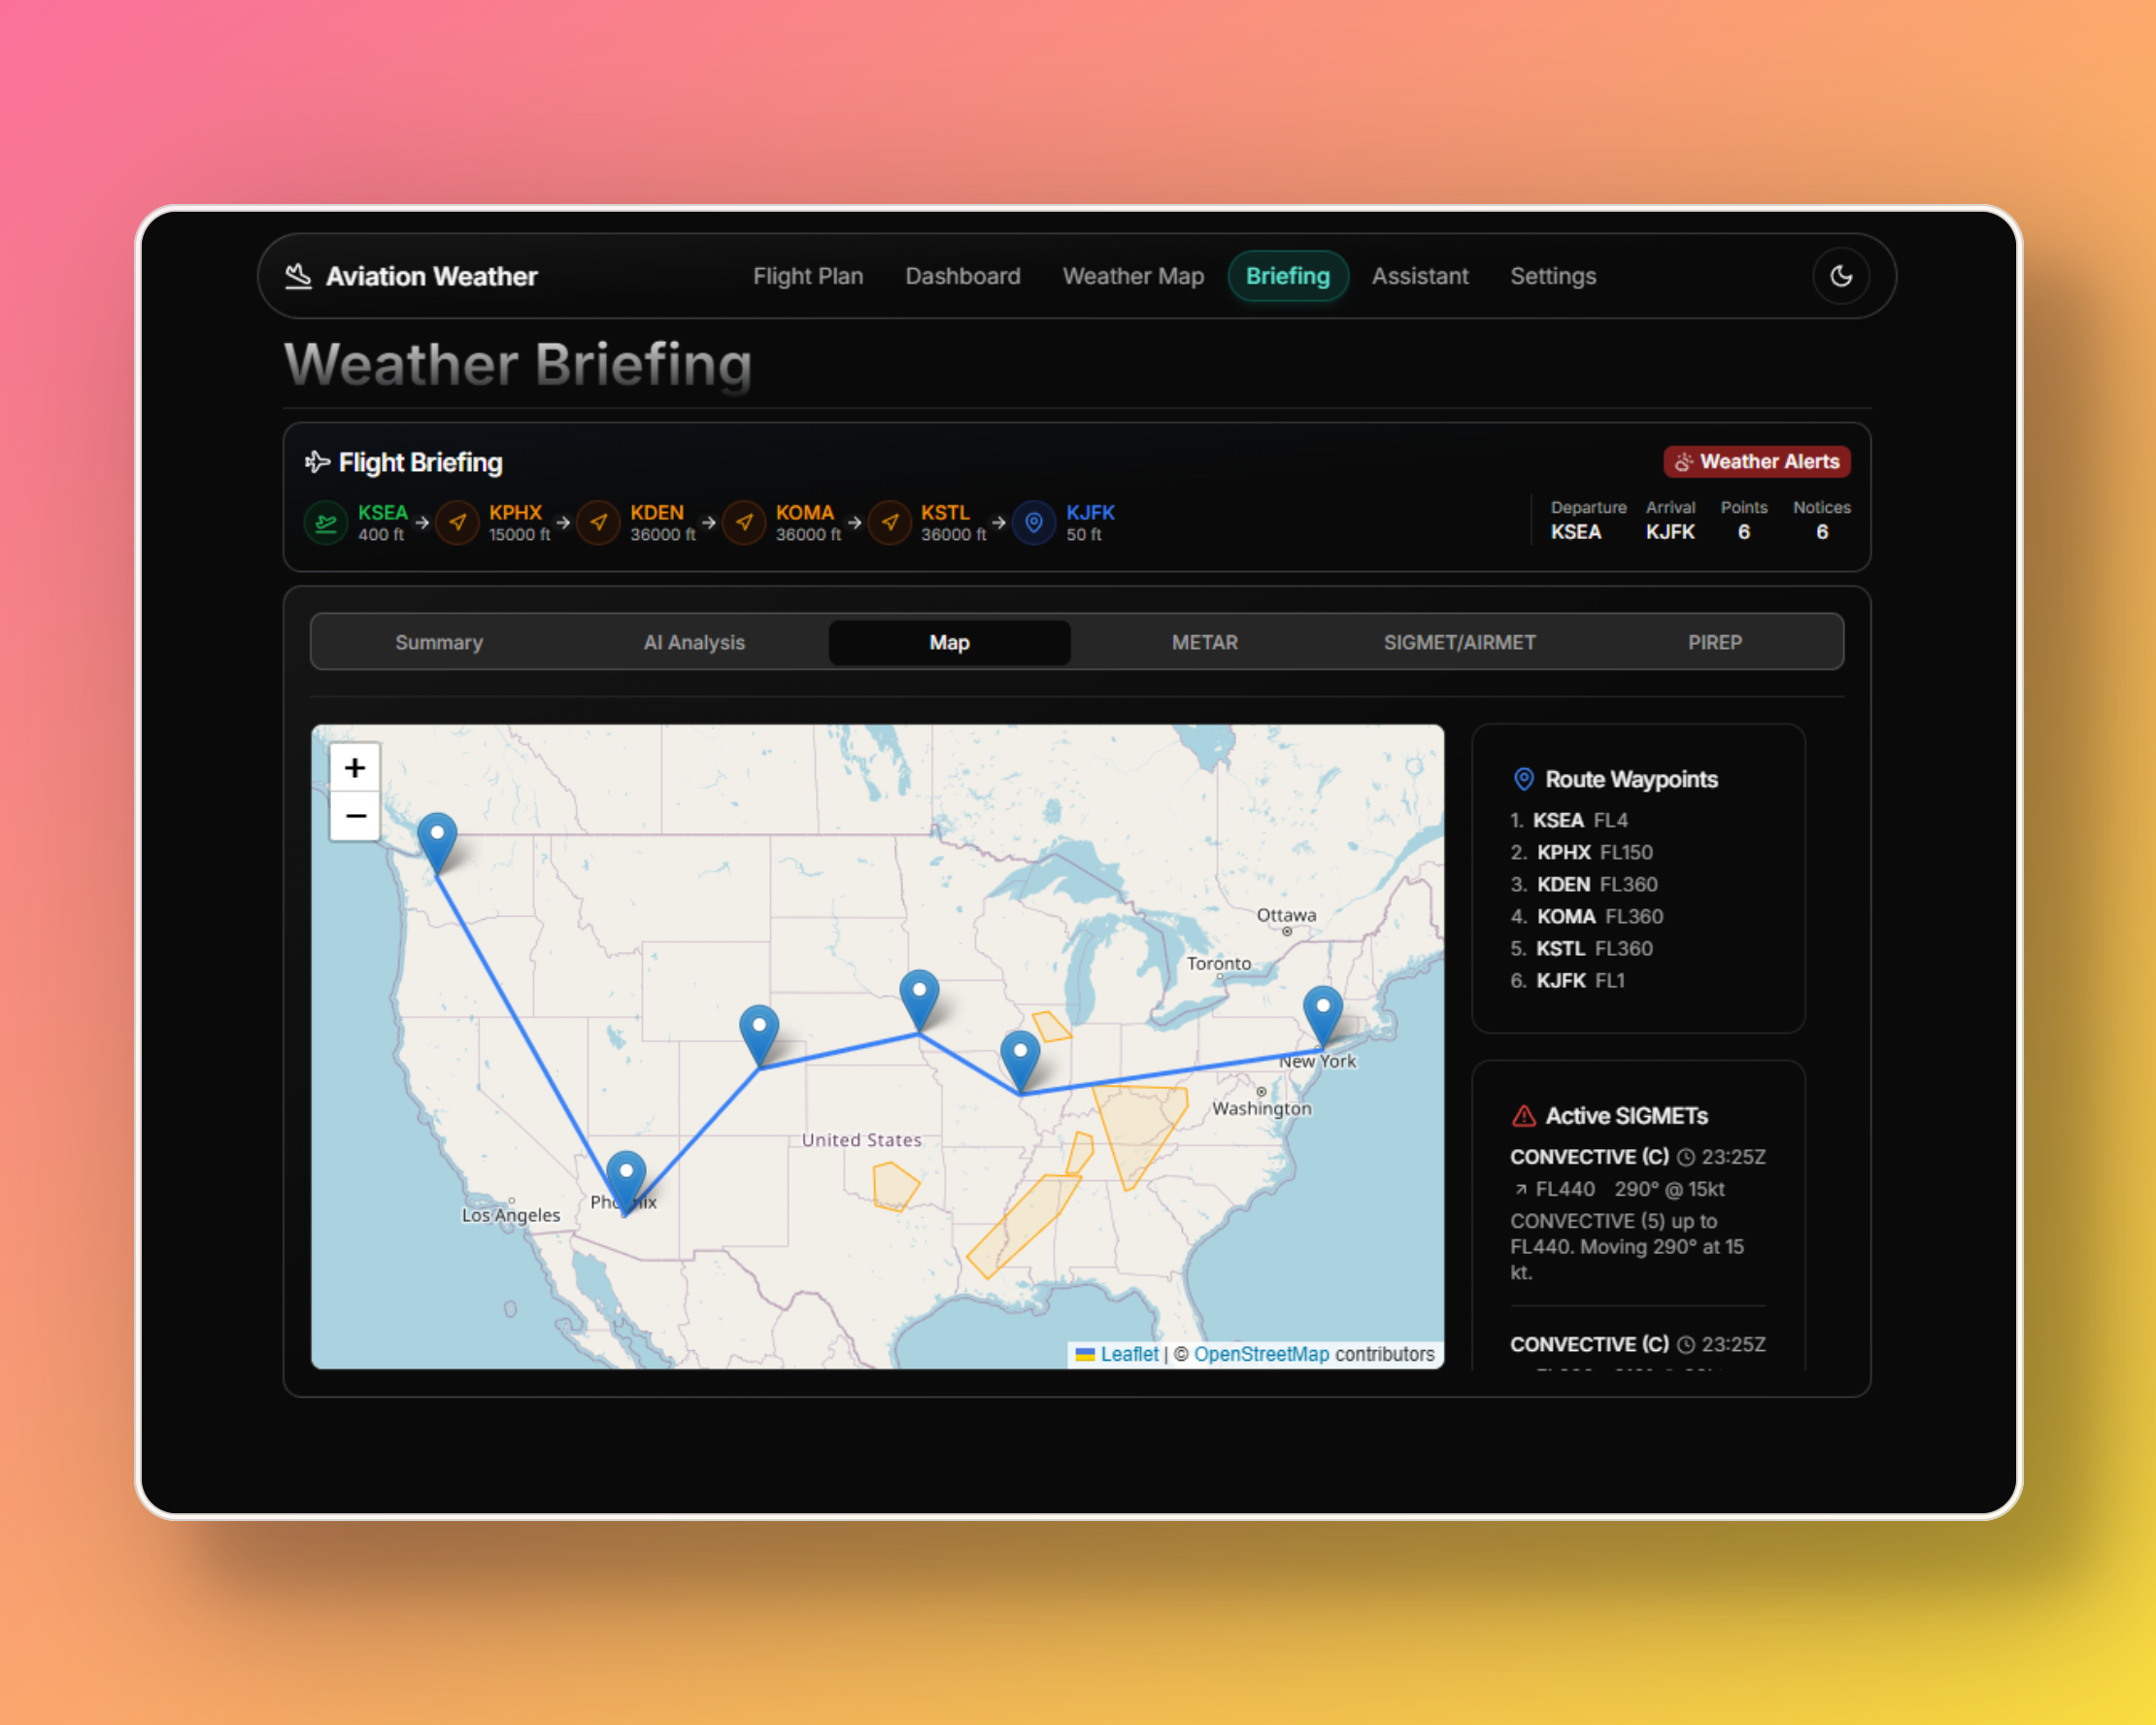 Aviation Weather
Flight Plan
Dashboard
Weather Map
Briefing
Assistant
Settings
Weather Briefing
Flight Briefing
Weather Alerts
KSEA
400 ft
KPHX
15000 ft
KDEN
36000 ft
KOMA
36000 ft
KSTL
36000 ft
KJFK
50 ft
Departure
KSEA
Arrival
KJFK
Points
6
Notices
6
Summary
AI Analysis
Map
METAR
SIGMET/AIRMET
PIREP
+
−
Ottawa
Toronto
New York
Washington
United States
Los Angeles
Leaflet | © OpenStreetMap contributors
Route Waypoints
1. KSEA FL4
2. KPHX FL150
3. KDEN FL360
4. KOMA FL360
5. KSTL FL360
6. KJFK FL1
Active SIGMETs
CONVECTIVE (C) 23:25Z
FL440 290° @ 15kt
CONVECTIVE (5) up to
FL440. Moving 290° at 15
kt.
CONVECTIVE (C) 23:25Z